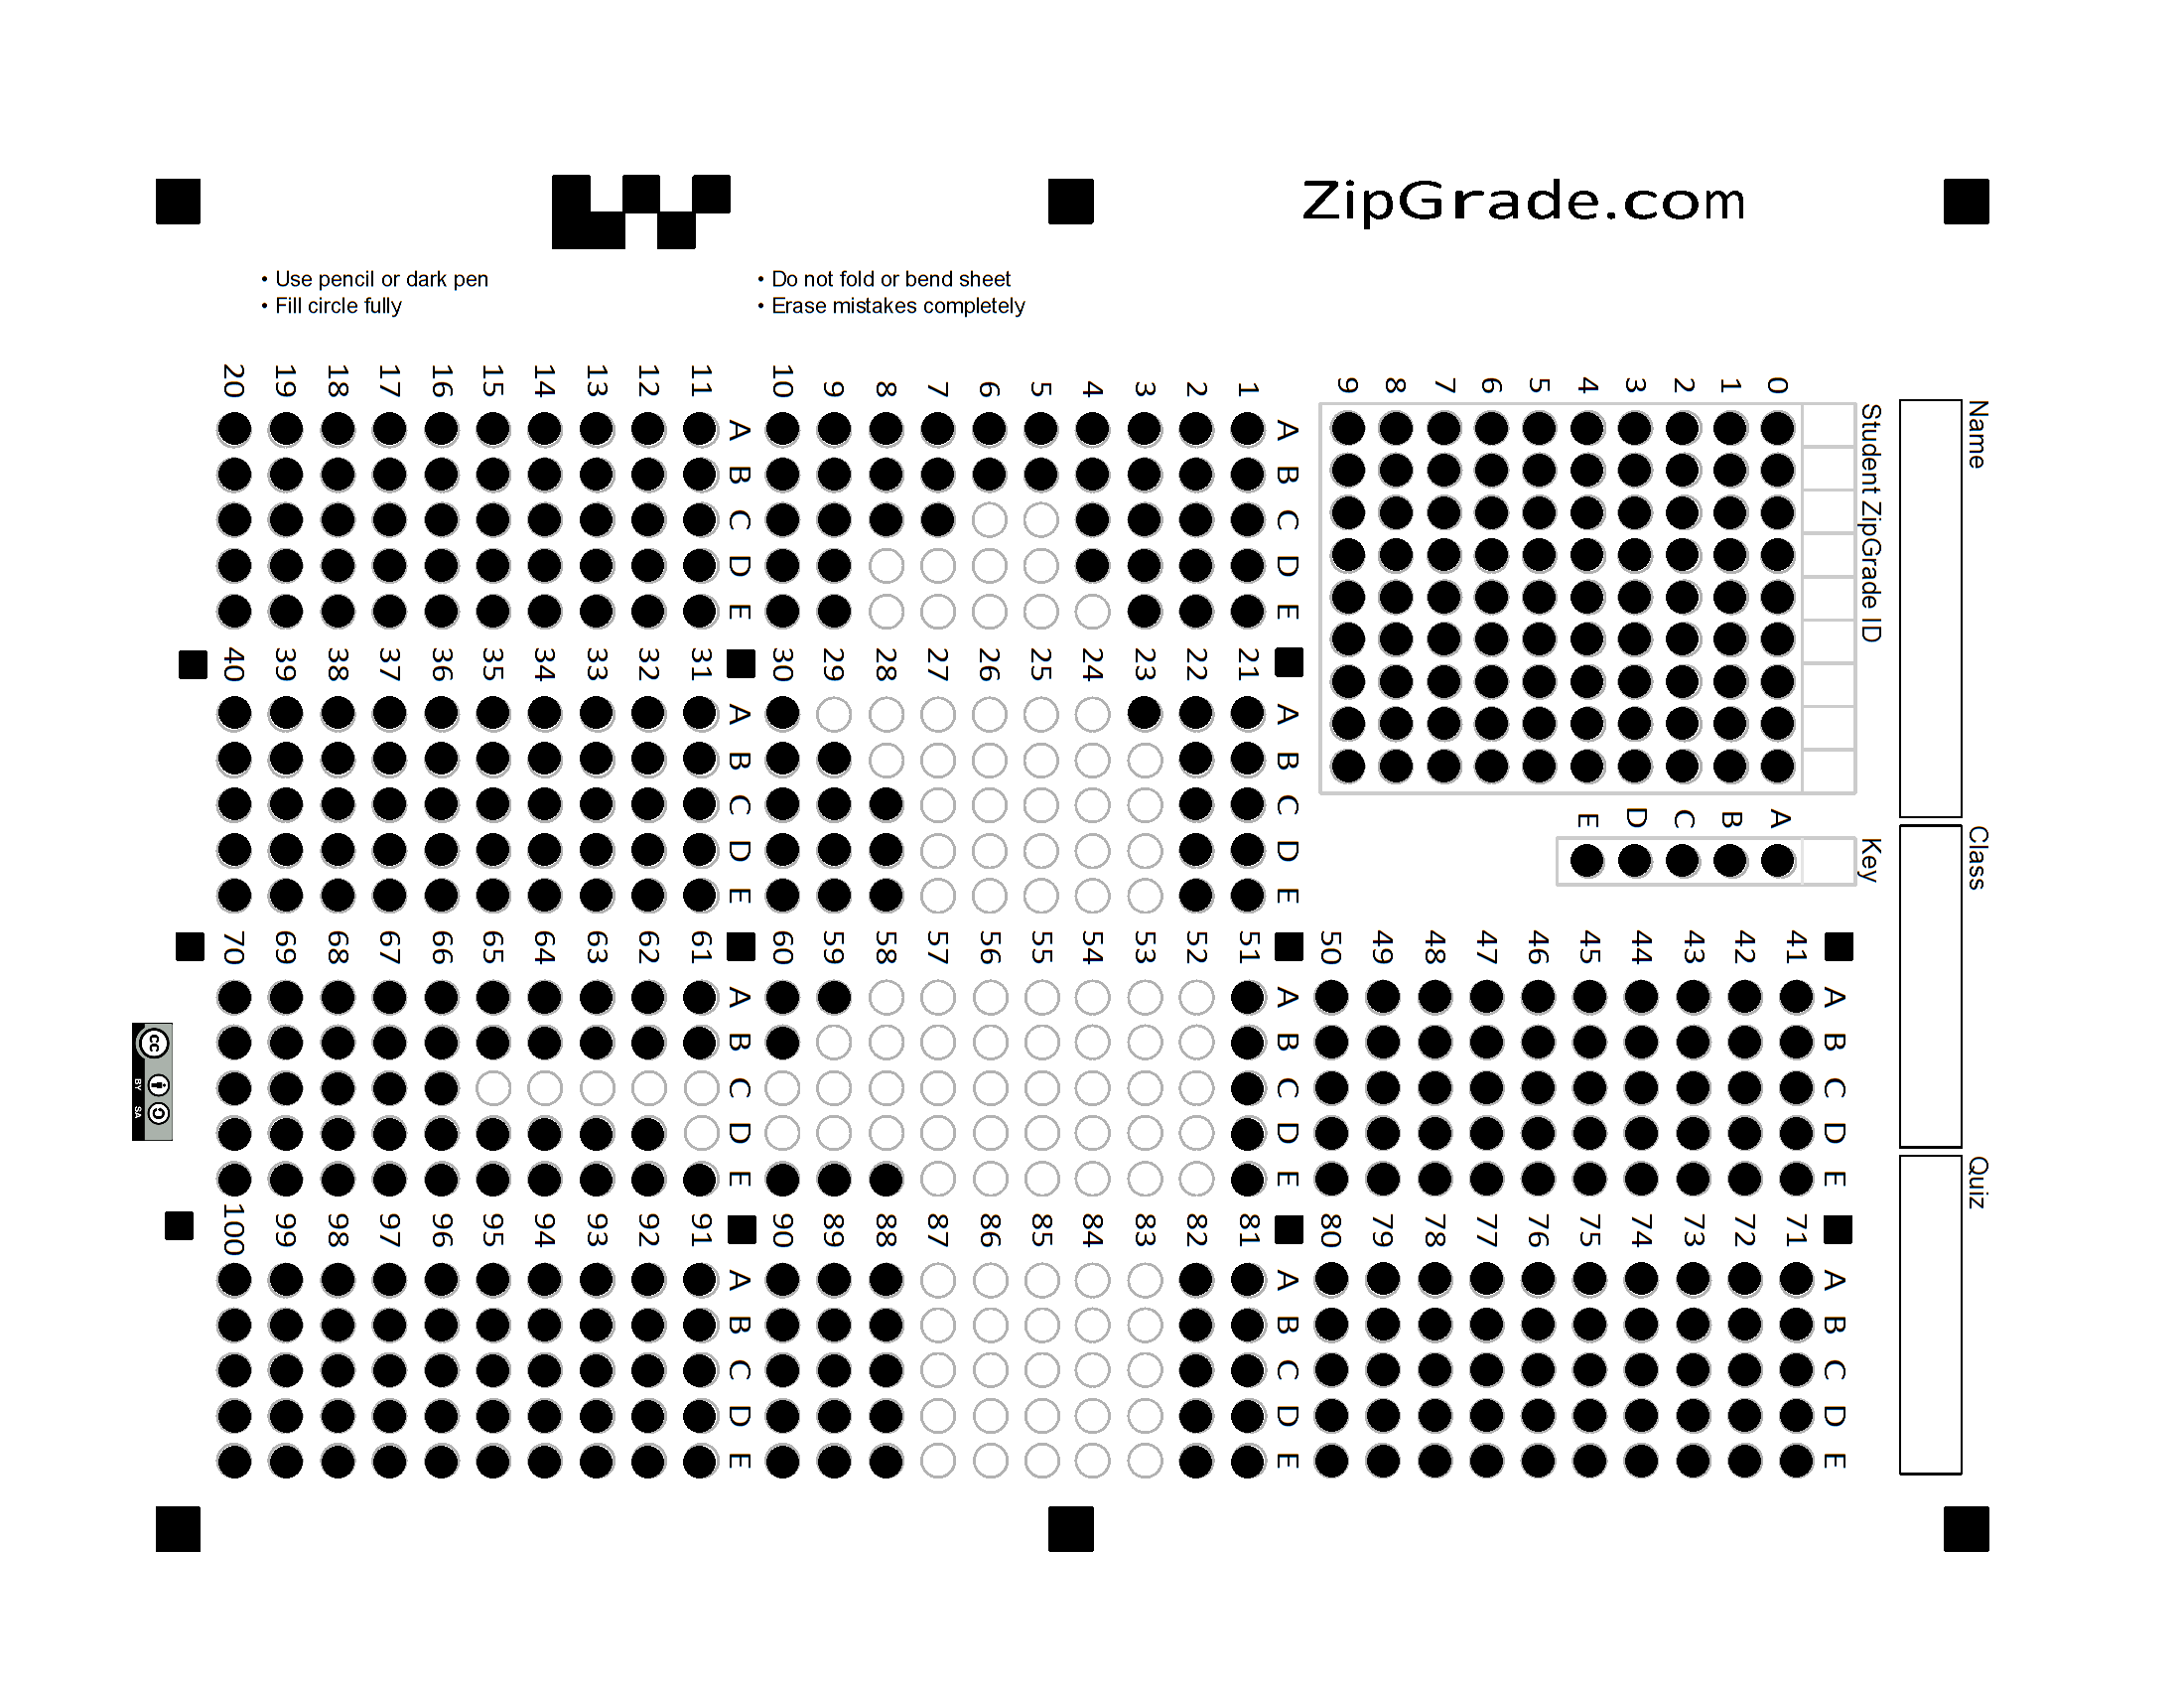 ZipGrade.com
• Use pencil or dark pen
• Fill circle fully
• Do not fold or bend sheet
• Erase mistakes completely
Name
Class
Quiz
Student ZipGrade ID
0 1 2 3 4 5 6 7 8 9
Key
A B C D E
A B C D E
1 2 3 4 5 6 7 8 9 10
A B C D E
11 12 13 14 15 16 17 18 19 20
A B C D E
21 22 23 24 25 26 27 28 29 30
A B C D E
31 32 33 34 35 36 37 38 39 40
A B C D E
41 42 43 44 45 46 47 48 49 50
A B C D E
51 52 53 54 55 56 57 58 59 60
A B C D E
61 62 63 64 65 66 67 68 69 70
A B C D E
71 72 73 74 75 76 77 78 79 80
A B C D E
81 82 83 84 85 86 87 88 89 90
A B C D E
91 92 93 94 95 96 97 98 99 100
A B C D E
cc
BY SA